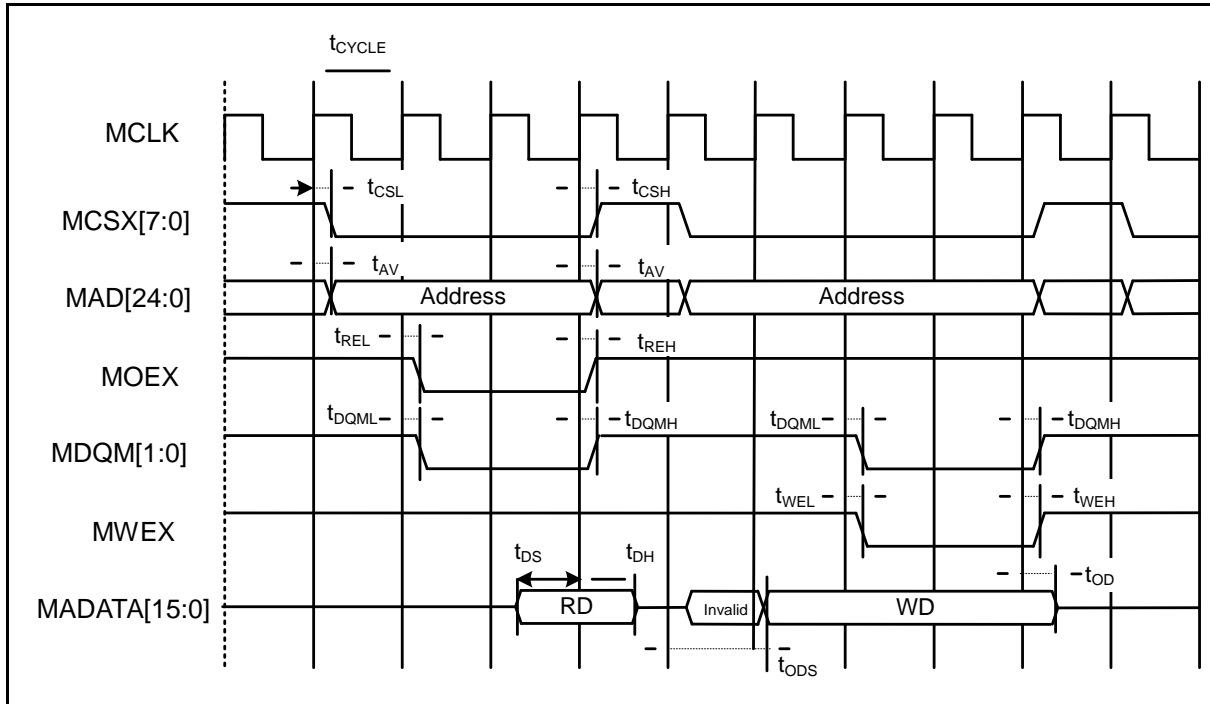 tCYCLE
MCLK
tCSL tCSH
MCSX[7:0]
tAV tAV
MAD[24:0] Address Address
tREL tREH
MOEX
tDQML tDQMH tDQML tDQMH
MDQM[1:0]
tWEL tWEH
MWEX
tDS tDH tOD
MADATA[15:0] RD Invalid WD
tODS